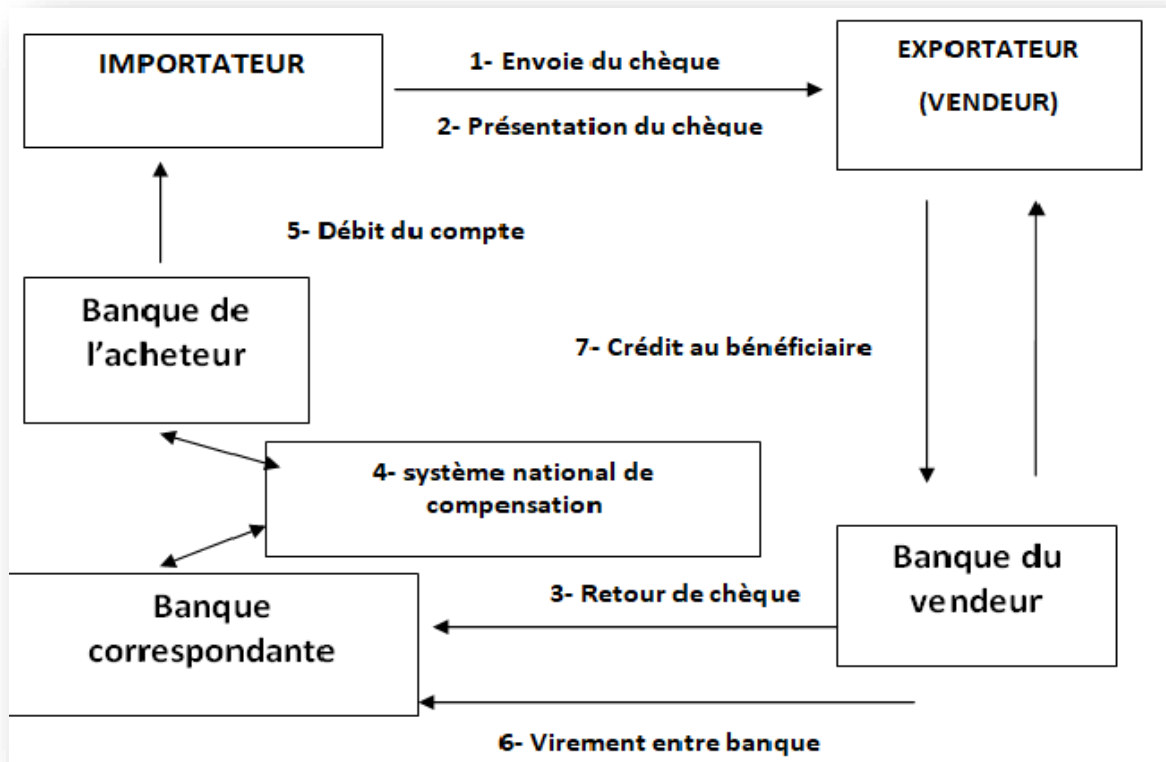 IMPORTATEUR
1- Envoie du chèque
EXPORTATEUR
(VENDEUR)
2- Présentation du chèque
5- Débit du compte
Banque de
l’acheteur
7- Crédit au bénéficiaire
4- système national de
compensation
Banque du
vendeur
3- Retour de chèque
Banque
correspondante
6- Virement entre banque